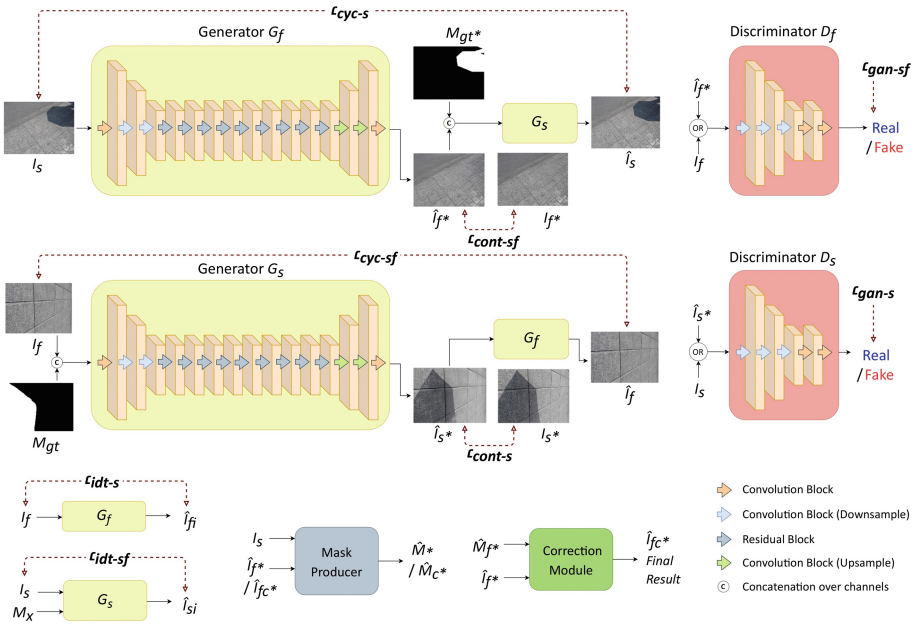 ℒcyc-s
Generator Gf
Mgt*
Discriminator Df
ℒgan-sf
Îf*
C
Gs
OR
Real
/Fake
Is
Îs
If
Îf*
If*
ℒcont-sf
ℒcyc-sf
Generator Gs
Discriminator Ds
ℒgan-s
Îs*
If
Gf
C
OR
Real
/Fake
Îf
Is
Mgt
Îs*
Is*
ℒcont-s
ℒidt-s
If
Gf
Îfi
ℒidt-sf
Is
Mx
Gs
Îsi
Is
Îf*
/ Îfc*
Mask
Producer
M̂*
/ M̂c*
M̂f*
Îf*
Correction
Module
Îfc*
Final
Result
Convolution Block
Convolution Block (Downsample)
Residual Block
Convolution Block (Upsample)
C Concatenation over channels